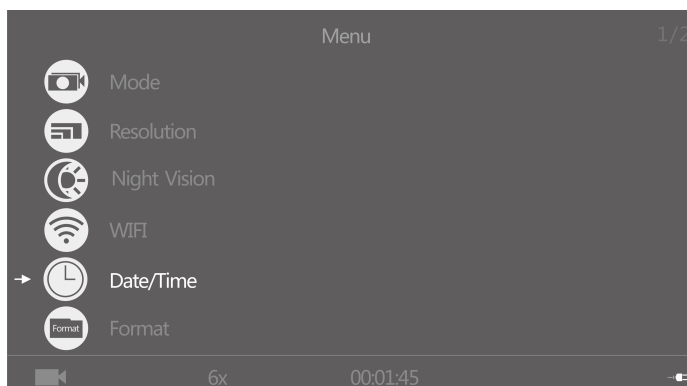 Menu
1/2
Mode
Resolution
Night Vision
WIFI
Date/Time
Format
Format
6x
00:01:45